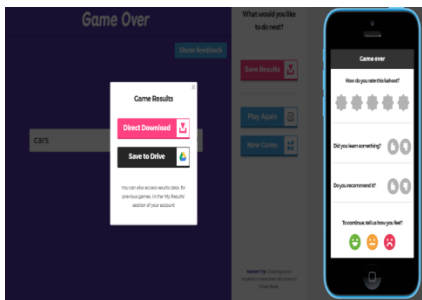 Game Over
Show feedback
cars
Game Results
Direct Download
Save to Drive
You can also access results data for
previous games, in the 'My Results'
section of your account
What would you like
to do next?
Save Results
Play Again
New Game
Game over
How do you rate this kahoot?
Did you learn something?
Do you recommend it?
To continue, tell us how you feel?